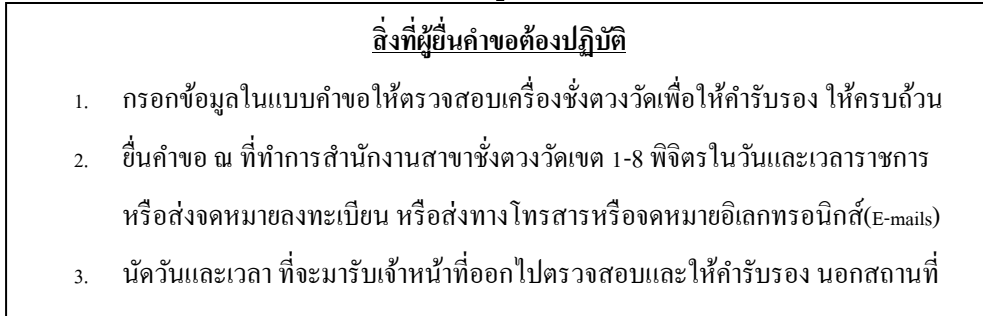 สิ่งที่ผู้ยื่นคำขอต้องปฏิบัติ
1. กรอกข้อมูลในแบบคำขอให้ตรวจสอบเครื่องชั่งตวงวัดเพื่อให้คำรับรอง ให้ครบถ้วน
2. ยื่นคำขอ ณ ที่ทำการสำนักงานสาขาชั่งตวงวัดเขต 1-8 พิจิตรในวันและเวลาราชการ
หรือส่งจดหมายลงทะเบียน หรือส่งทางโทรสารหรือจดหมายอิเลกทรอนิกส์(E-mails)
3. นัดวันและเวลา ที่จะมารับเจ้าหน้าที่ออกไปตรวจสอบและให้คำรับรอง นอกสถานที่